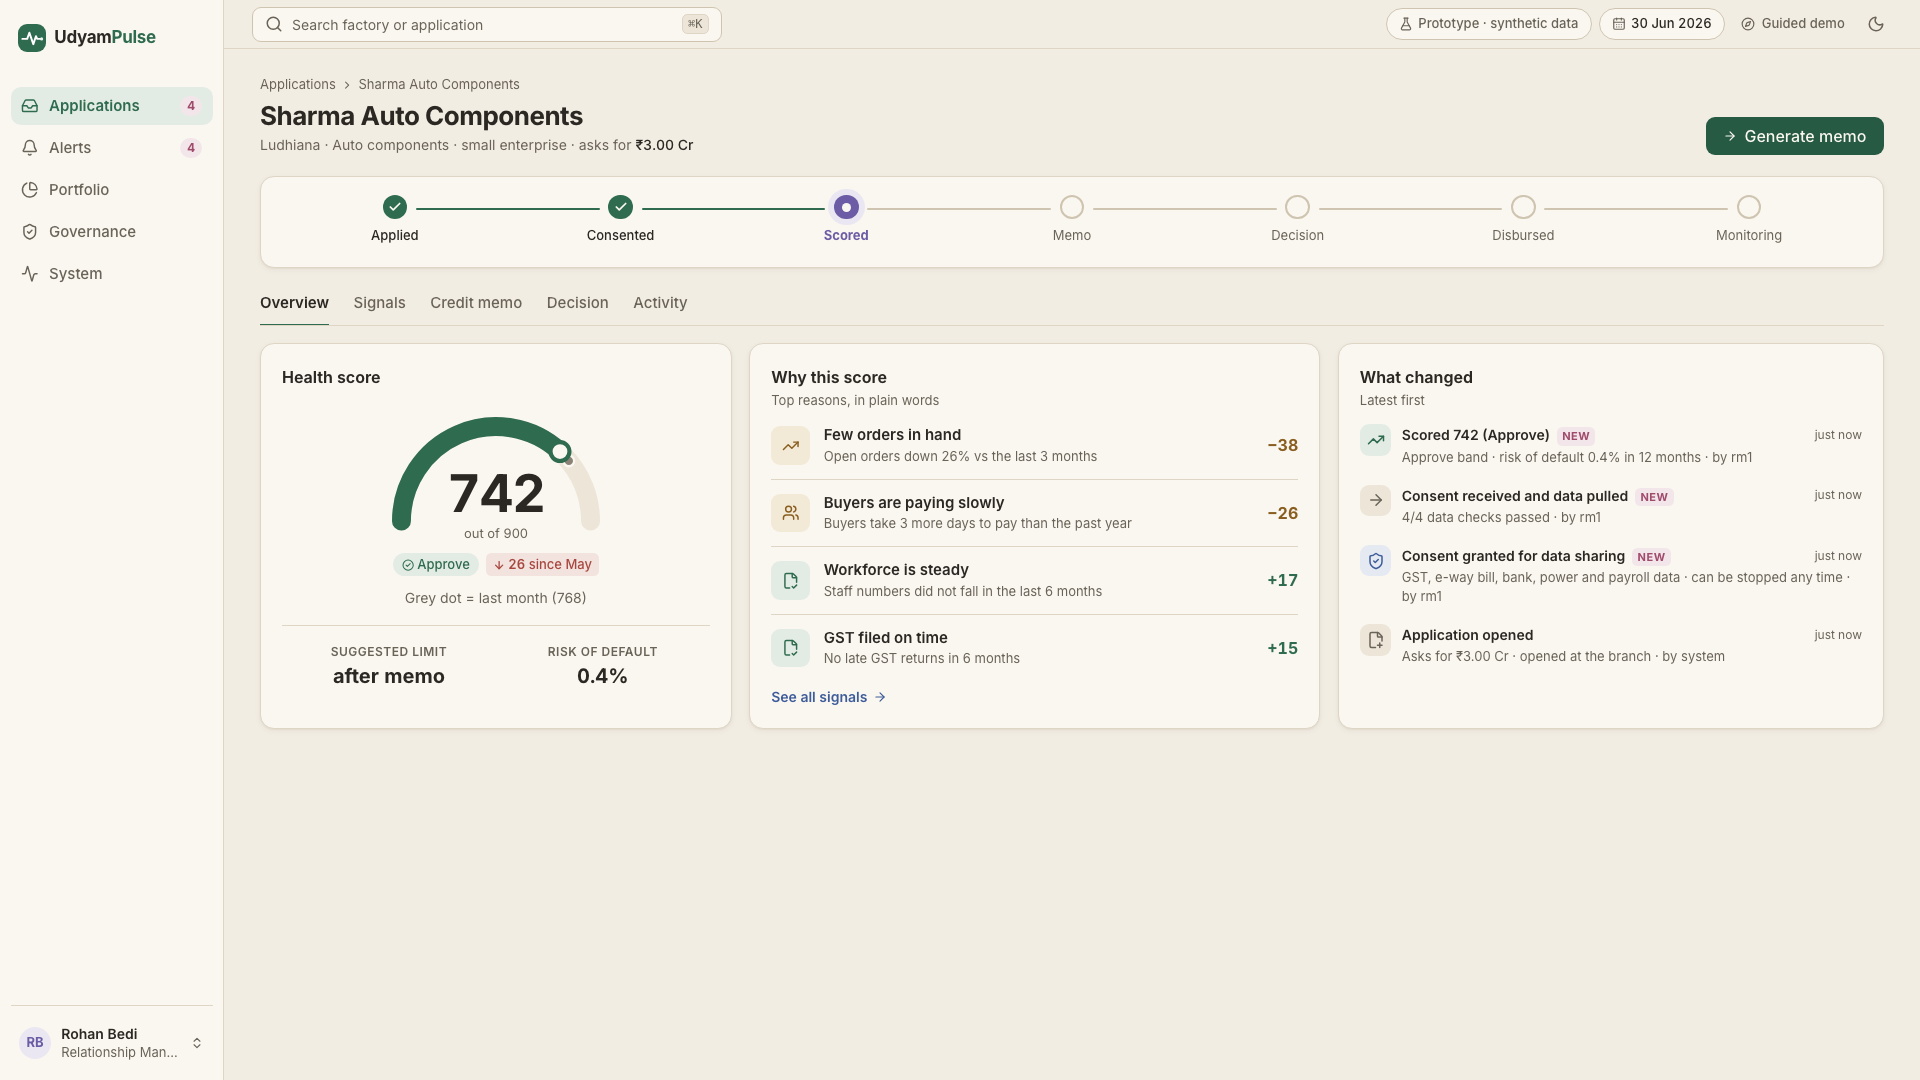 UdyamPulse
Search factory or application
⌘K
Prototype · synthetic data
30 Jun 2026
Guided demo
Applications 4
Alerts 4
Portfolio
Governance
System
Applications › Sharma Auto Components
Sharma Auto Components
Ludhiana · Auto components · small enterprise · asks for ₹3.00 Cr
→ Generate memo
Applied
Consented
Scored
Memo
Decision
Disbursed
Monitoring
Overview
Signals
Credit memo
Decision
Activity
Health score
742
out of 900
Approve
↓ 26 since May
Grey dot = last month (768)
SUGGESTED LIMIT
after memo
RISK OF DEFAULT
0.4%
Why this score
Top reasons, in plain words
Few orders in hand
Open orders down 26% vs the last 3 months
−38
Buyers are paying slowly
Buyers take 3 more days to pay than the past year
−26
Workforce is steady
Staff numbers did not fall in the last 6 months
+17
GST filed on time
No late GST returns in 6 months
+15
See all signals →
What changed
Latest first
Scored 742 (Approve) NEW
just now
Approve band · risk of default 0.4% in 12 months · by rm1
Consent received and data pulled NEW
just now
4/4 data checks passed · by rm1
Consent granted for data sharing NEW
just now
GST, e-way bill, bank, power and payroll data · can be stopped any time ·
by rm1
Application opened
just now
Asks for ₹3.00 Cr · opened at the branch · by system
RB
Rohan Bedi
Relationship Man...